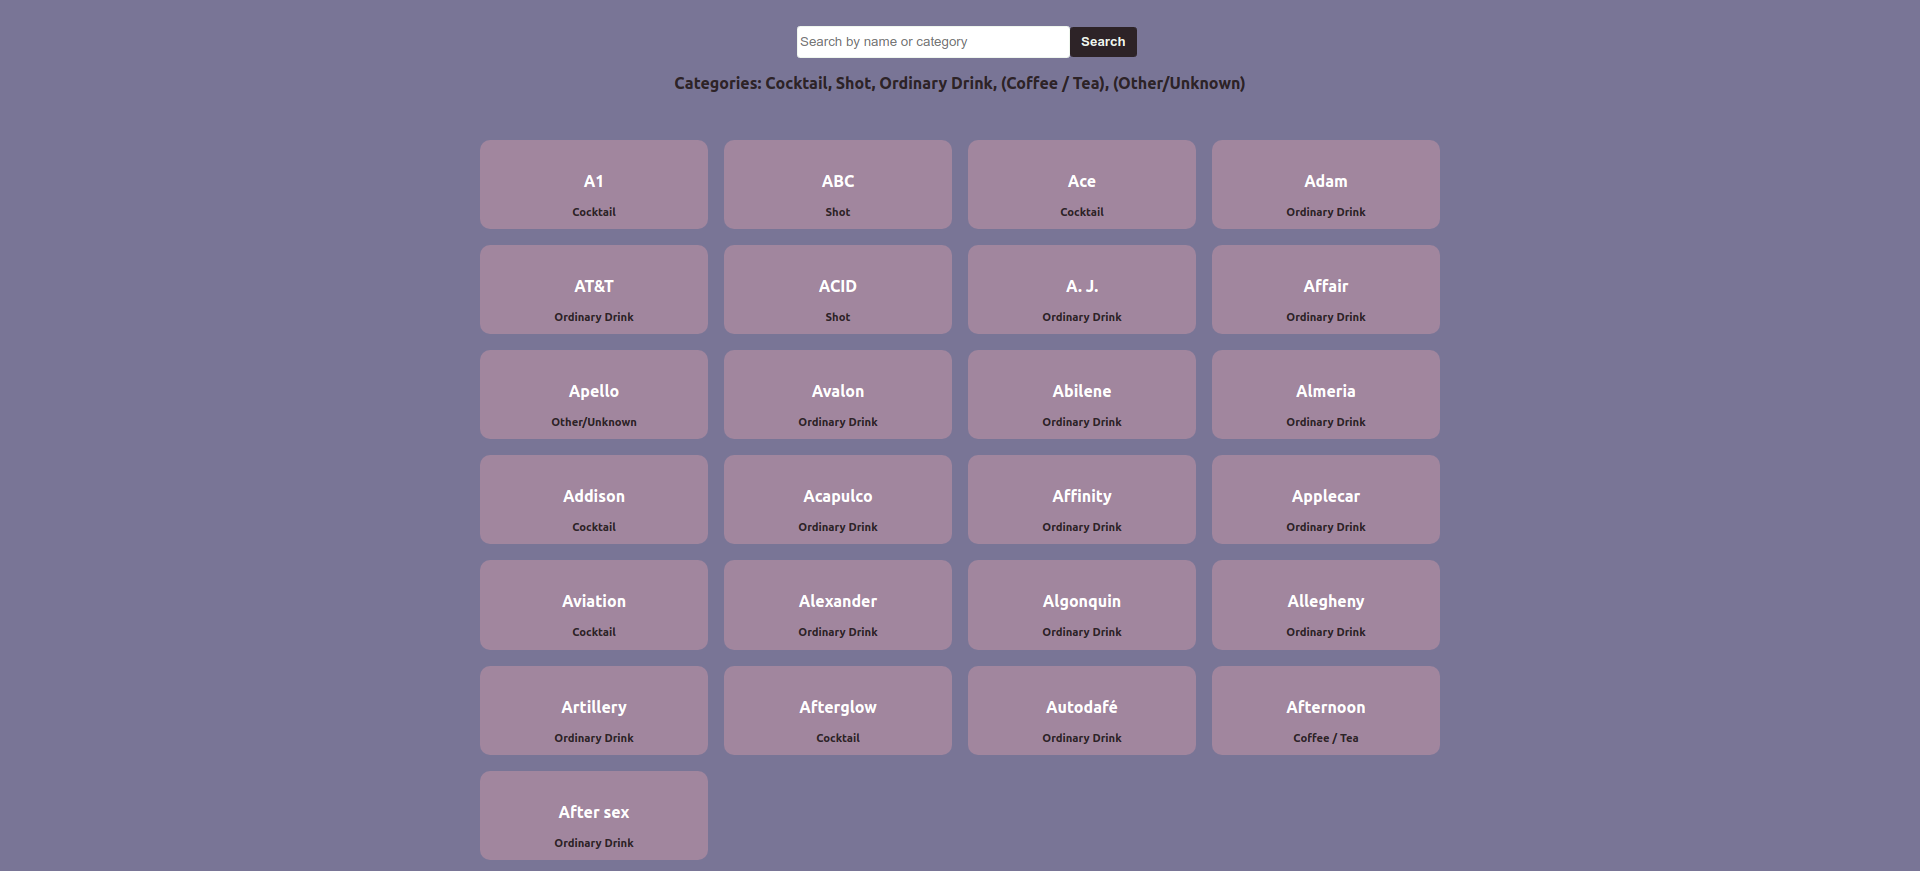 Search by name or category
Search
Categories: Cocktail, Shot, Ordinary Drink, (Coffee / Tea), (Other/Unknown)
A1
Cocktail
ABC
Shot
Ace
Cocktail
Adam
Ordinary Drink
AT&T
Ordinary Drink
ACID
Shot
A. J.
Ordinary Drink
Affair
Ordinary Drink
Apello
Other/Unknown
Avalon
Ordinary Drink
Abilene
Ordinary Drink
Almeria
Ordinary Drink
Addison
Cocktail
Acapulco
Ordinary Drink
Affinity
Ordinary Drink
Applecar
Ordinary Drink
Aviation
Cocktail
Alexander
Ordinary Drink
Algonquin
Ordinary Drink
Allegheny
Ordinary Drink
Artillery
Ordinary Drink
Afterglow
Cocktail
Autodafé
Ordinary Drink
Afternoon
Coffee / Tea
After sex
Ordinary Drink